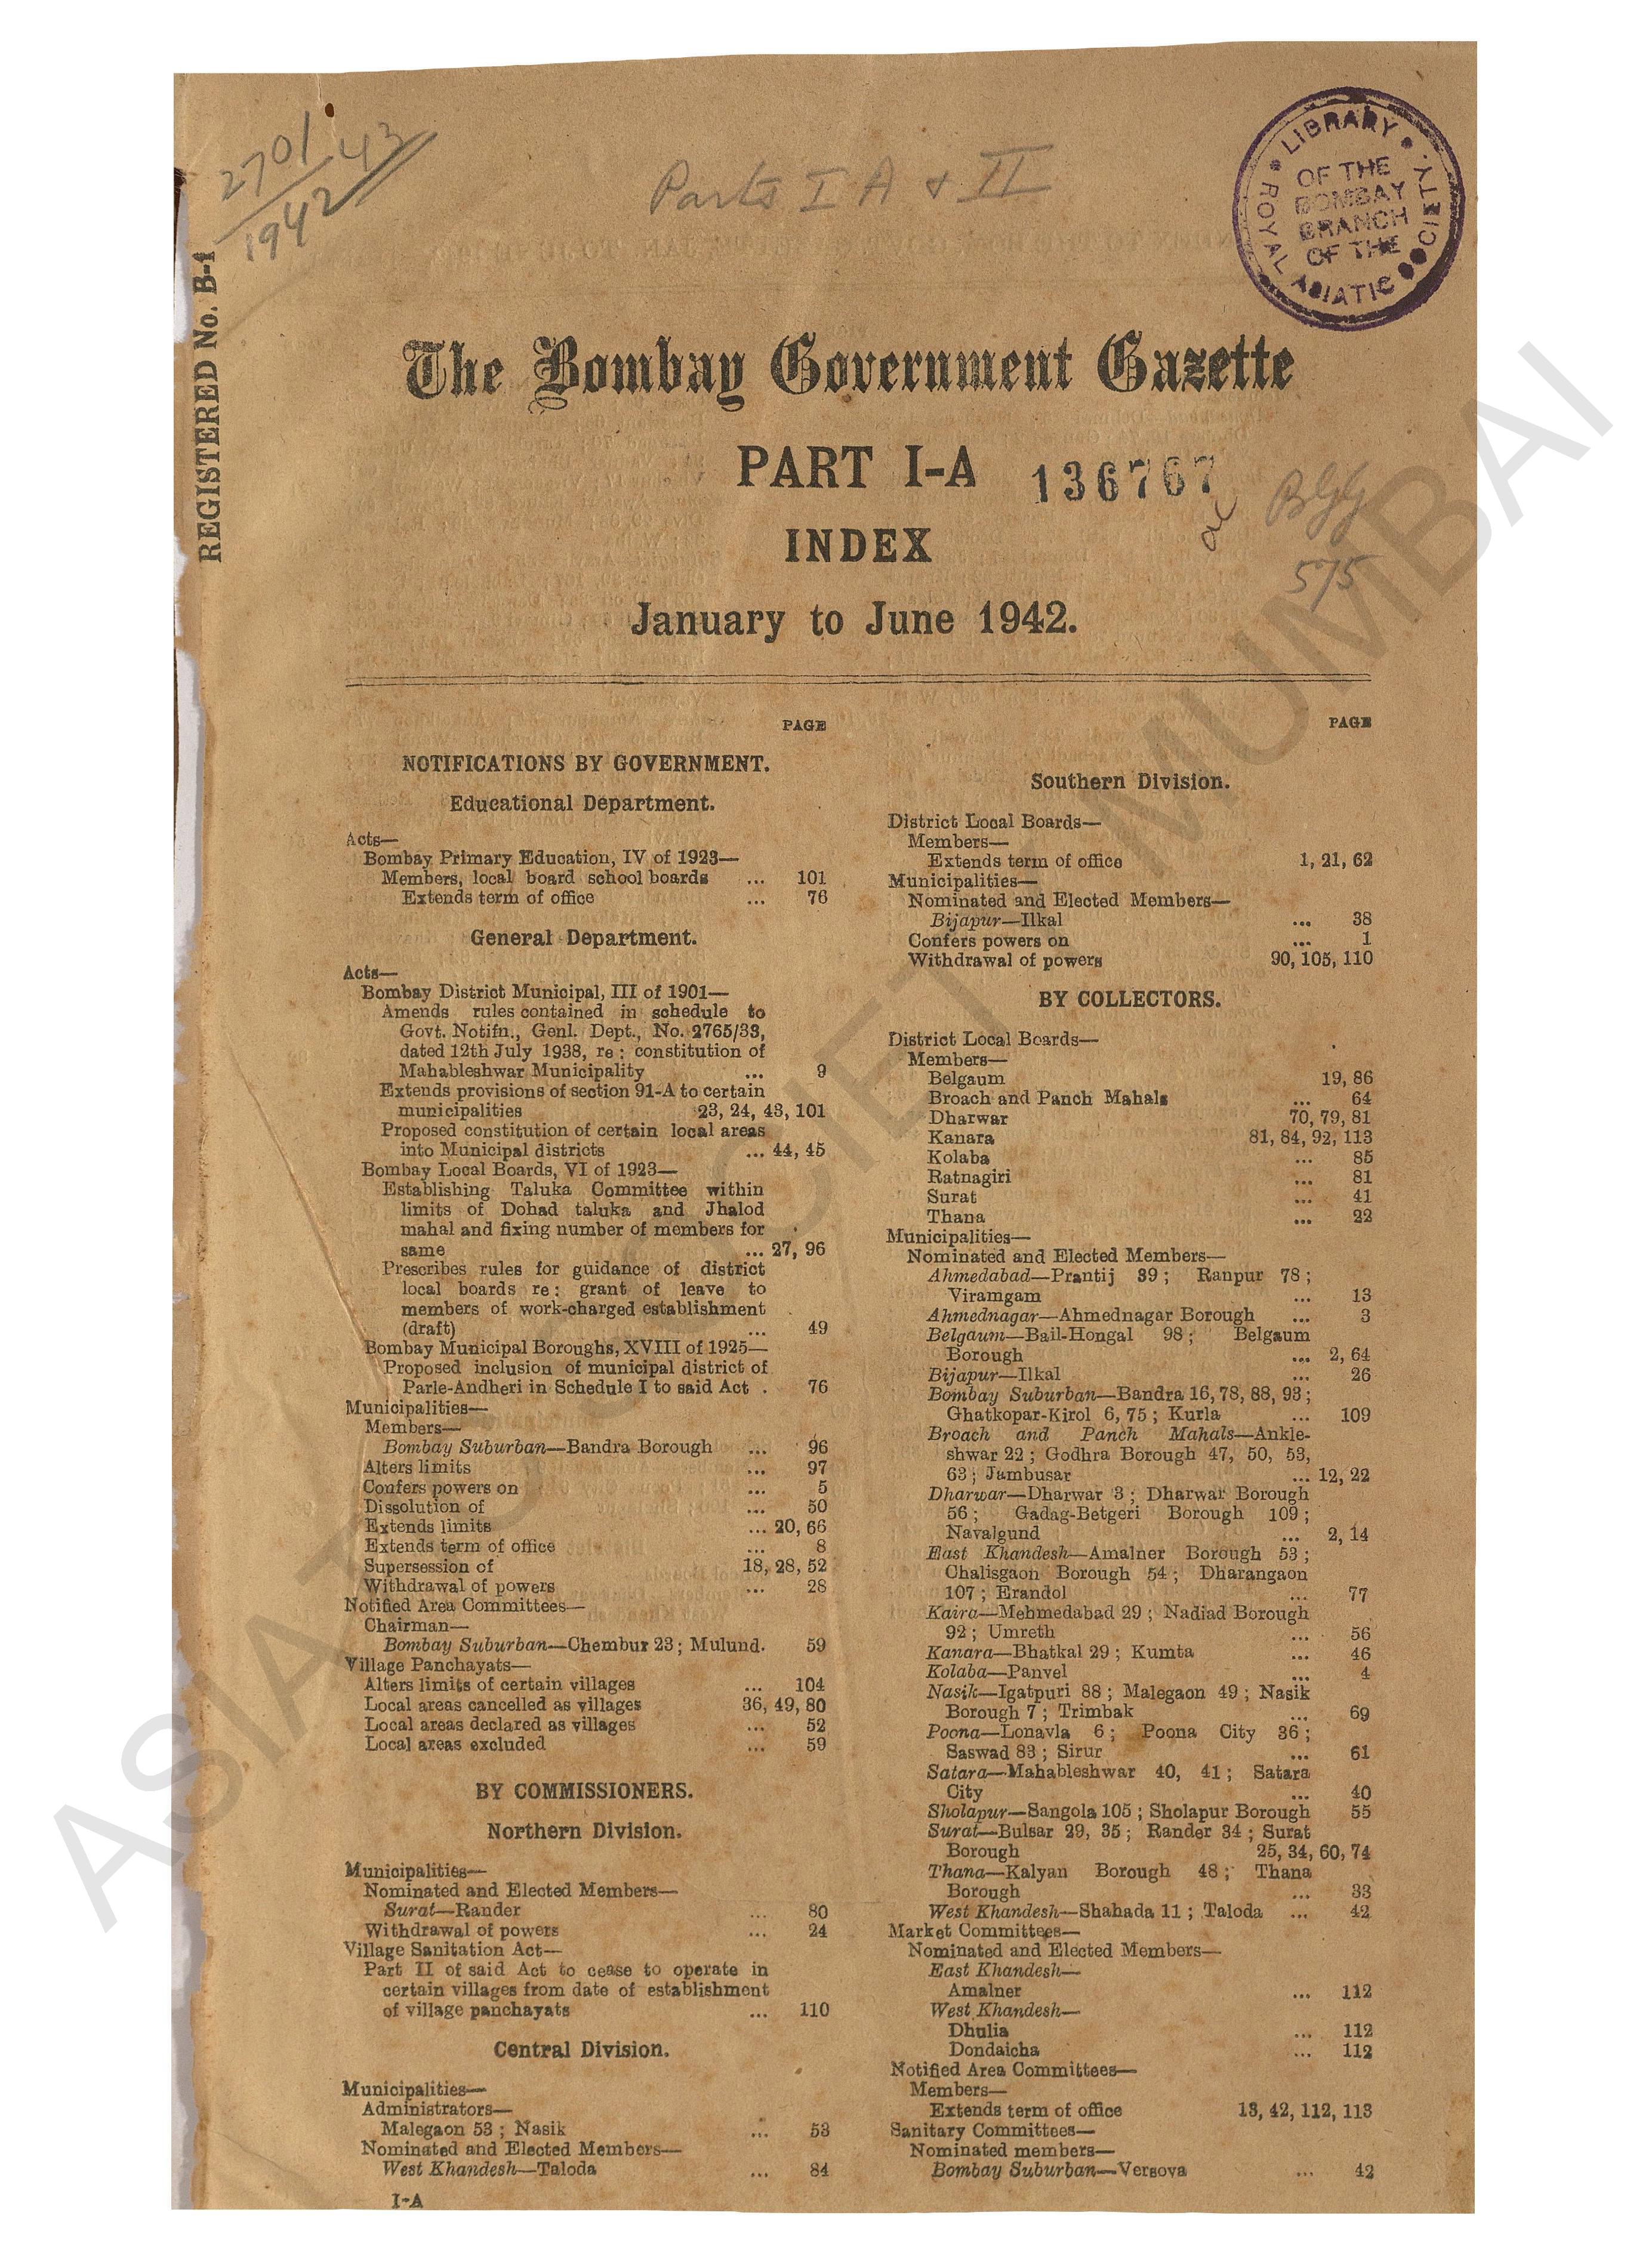 2701/1942 43
Parts I A & II
LIBRARY
OF THE
BOMBAY
BRANCH
OF THE
ROYAL ASIATIC SOCIETY.
REGISTERED No. B-1
The Bombay Government Gazette
PART I-A
136767
BGG
575
INDEX
January to June 1942.
PAGE
NOTIFICATIONS BY GOVERNMENT.
Educational Department.
Acts—
Bombay Primary Education, IV of 1923—
Members, local board school boards ... 101
Extends term of office ... 76
General Department.
Acts—
Bombay District Municipal, III of 1901—
Amends rules contained in schedule to
Govt. Notifn., Genl. Dept., No. 2765/33,
dated 12th July 1938, re: constitution of
Mahableshwar Municipality ... 9
Extends provisions of section 91-A to certain
municipalities 23, 24, 43, 101
Proposed constitution of certain local areas
into Municipal districts ... 44, 45
Bombay Local Boards, VI of 1923—
Establishing Taluka Committee within
limits of Dohad taluka and Jhalod
mahal and fixing number of members for
same ... 27, 96
Prescribes rules for guidance of district
local boards re: grant of leave to
members of work-charged establishment
(draft) ... 49
Bombay Municipal Boroughs, XVIII of 1925—
Proposed inclusion of municipal district of
Parle-Andheri in Schedule I to said Act . 76
Municipalities—
Members—
Bombay Suburban—Bandra Borough ... 96
Alters limits ... 97
Confers powers on ... 5
Dissolution of ... 50
Extends limits ... 20, 66
Extends term of office ... 8
Supersession of 18, 28, 52
Withdrawal of powers ... 28
Notified Area Committees—
Chairman—
Bombay Suburban—Chembur 23; Mulund. 59
Village Panchayats—
Alters limits of certain villages ... 104
Local areas cancelled as villages 36, 49, 80
Local areas declared as villages ... 52
Local areas excluded ... 59
BY COMMISSIONERS.
Northern Division.
Municipalities—
Nominated and Elected Members—
Surat—Rander ... 80
Withdrawal of powers ... 24
Village Sanitation Act—
Part II of said Act to cease to operate in
certain villages from date of establishment
of village panchayats ... 110
Central Division.
Municipalities—
Administrators—
Malegaon 53; Nasik ... 53
Nominated and Elected Members—
West Khandesh—Taloda ... 84
I-A
PAGE
Southern Division.
District Local Boards—
Members—
Extends term of office 1, 21, 62
Municipalities—
Nominated and Elected Members—
Bijapur—Ilkal ... 38
Confers powers on ... 1
Withdrawal of powers 90, 105, 110
BY COLLECTORS.
District Local Boards—
Members—
Belgaum 19, 86
Broach and Panch Mahals ... 64
Dharwar 70, 79, 81
Kanara 81, 84, 92, 113
Kolaba ... 85
Ratnagiri ... 81
Surat ... 41
Thana ... 22
Municipalities—
Nominated and Elected Members—
Ahmedabad—Prantij 39; Ranpur 78;
Viramgam ... 13
Ahmednagar—Ahmednagar Borough ... 3
Belgaum—Bail-Hongal 98; Belgaum
Borough ... 2, 64
Bijapur—Ilkal ... 26
Bombay Suburban—Bandra 16, 78, 88, 93;
Ghatkopar-Kirol 6, 75; Kurla ... 109
Broach and Panch Mahals—Ankle-
shwar 22; Godhra Borough 47, 50, 53,
63; Jambusar ... 12, 22
Dharwar—Dharwar 3; Dharwar Borough
56; Gadag-Betgeri Borough 109;
Navalgund ... 2, 14
East Khandesh—Amalner Borough 53;
Chalisgaon Borough 54; Dharangaon
107; Erandol ... 77
Kaira—Mehmedabad 29; Nadiad Borough
92; Umreth ... 56
Kanara—Bhatkal 29; Kumta ... 46
Kolaba—Panvel ... 4
Nasik—Igatpuri 88; Malegaon 49; Nasik
Borough 7; Trimbak ... 69
Poona—Lonavla 6; Poona City 36;
Saswad 83; Sirur ... 61
Satara—Mahableshwar 40, 41; Satara
City ... 40
Sholapur—Sangola 105; Sholapur Borough 55
Surat—Bulsar 29, 35; Rander 34; Surat
Borough 25, 34, 60, 74
Thana—Kalyan Borough 48; Thana
Borough ... 33
West Khandesh—Shahada 11; Taloda ... 42
Market Committees—
Nominated and Elected Members—
East Khandesh—
Amalner ... 112
West Khandesh—
Dhulia ... 112
Dondaicha ... 112
Notified Area Committees—
Members—
Extends term of office 13, 42, 112, 113
Sanitary Committees—
Nominated members—
Bombay Suburban—Versova ... 42
ASIATIC SOCIETY MUMBAI